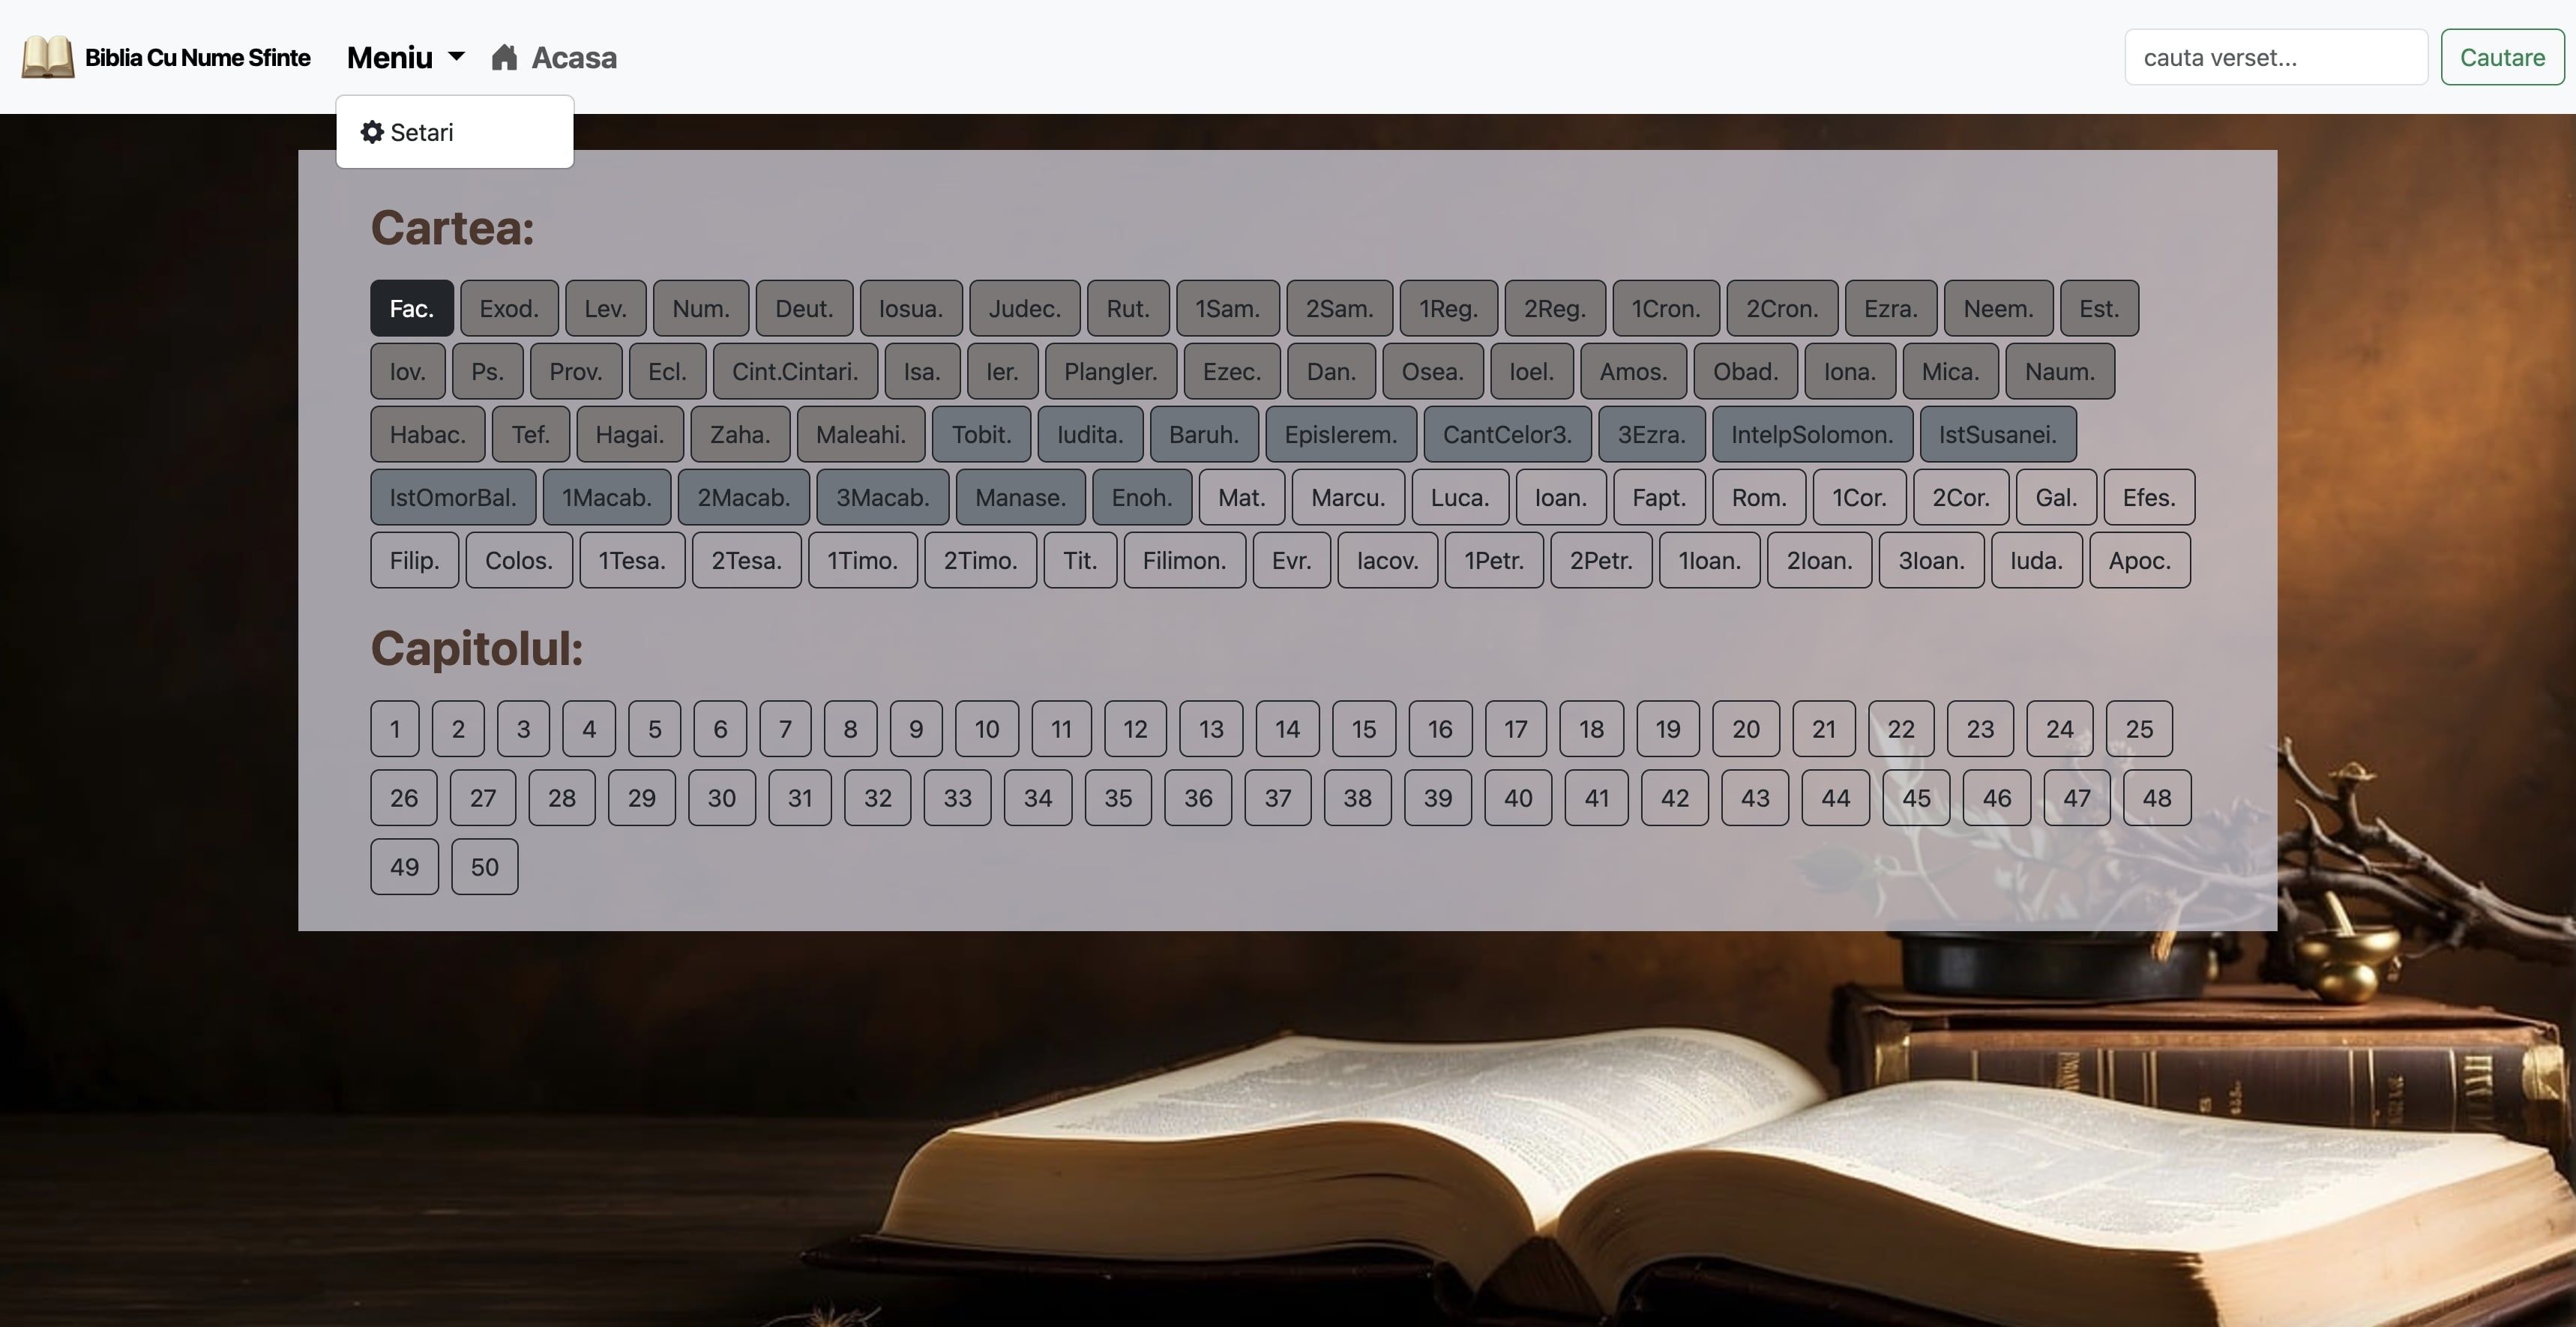 Biblia Cu Nume Sfinte Meniu Acasa cauta verset... Cautare
Setari
Cartea:
Fac. Exod. Lev. Num. Deut. Iosua. Judec. Rut. 1Sam. 2Sam. 1Reg. 2Reg. 1Cron. 2Cron. Ezra. Neem. Est.
Iov. Ps. Prov. Ecl. Cint.Cintari. Isa. Ier. PlangIer. Ezec. Dan. Osea. Ioel. Amos. Obad. Iona. Mica. Naum.
Habac. Tef. Hagai. Zaha. Maleahi. Tobit. Iudita. Baruh. EpisIerem. CantCelor3. 3Ezra. IntelpSolomon. IstSusanei.
IstOmorBal. 1Macab. 2Macab. 3Macab. Manase. Enoh. Mat. Marcu. Luca. Ioan. Fapt. Rom. 1Cor. 2Cor. Gal. Efes.
Filip. Colos. 1Tesa. 2Tesa. 1Timo. 2Timo. Tit. Filimon. Evr. Iacov. 1Petr. 2Petr. 1Ioan. 2Ioan. 3Ioan. Iuda. Apoc.
Capitolul:
1 2 3 4 5 6 7 8 9 10 11 12 13 14 15 16 17 18 19 20 21 22 23 24 25
26 27 28 29 30 31 32 33 34 35 36 37 38 39 40 41 42 43 44 45 46 47 48
49 50